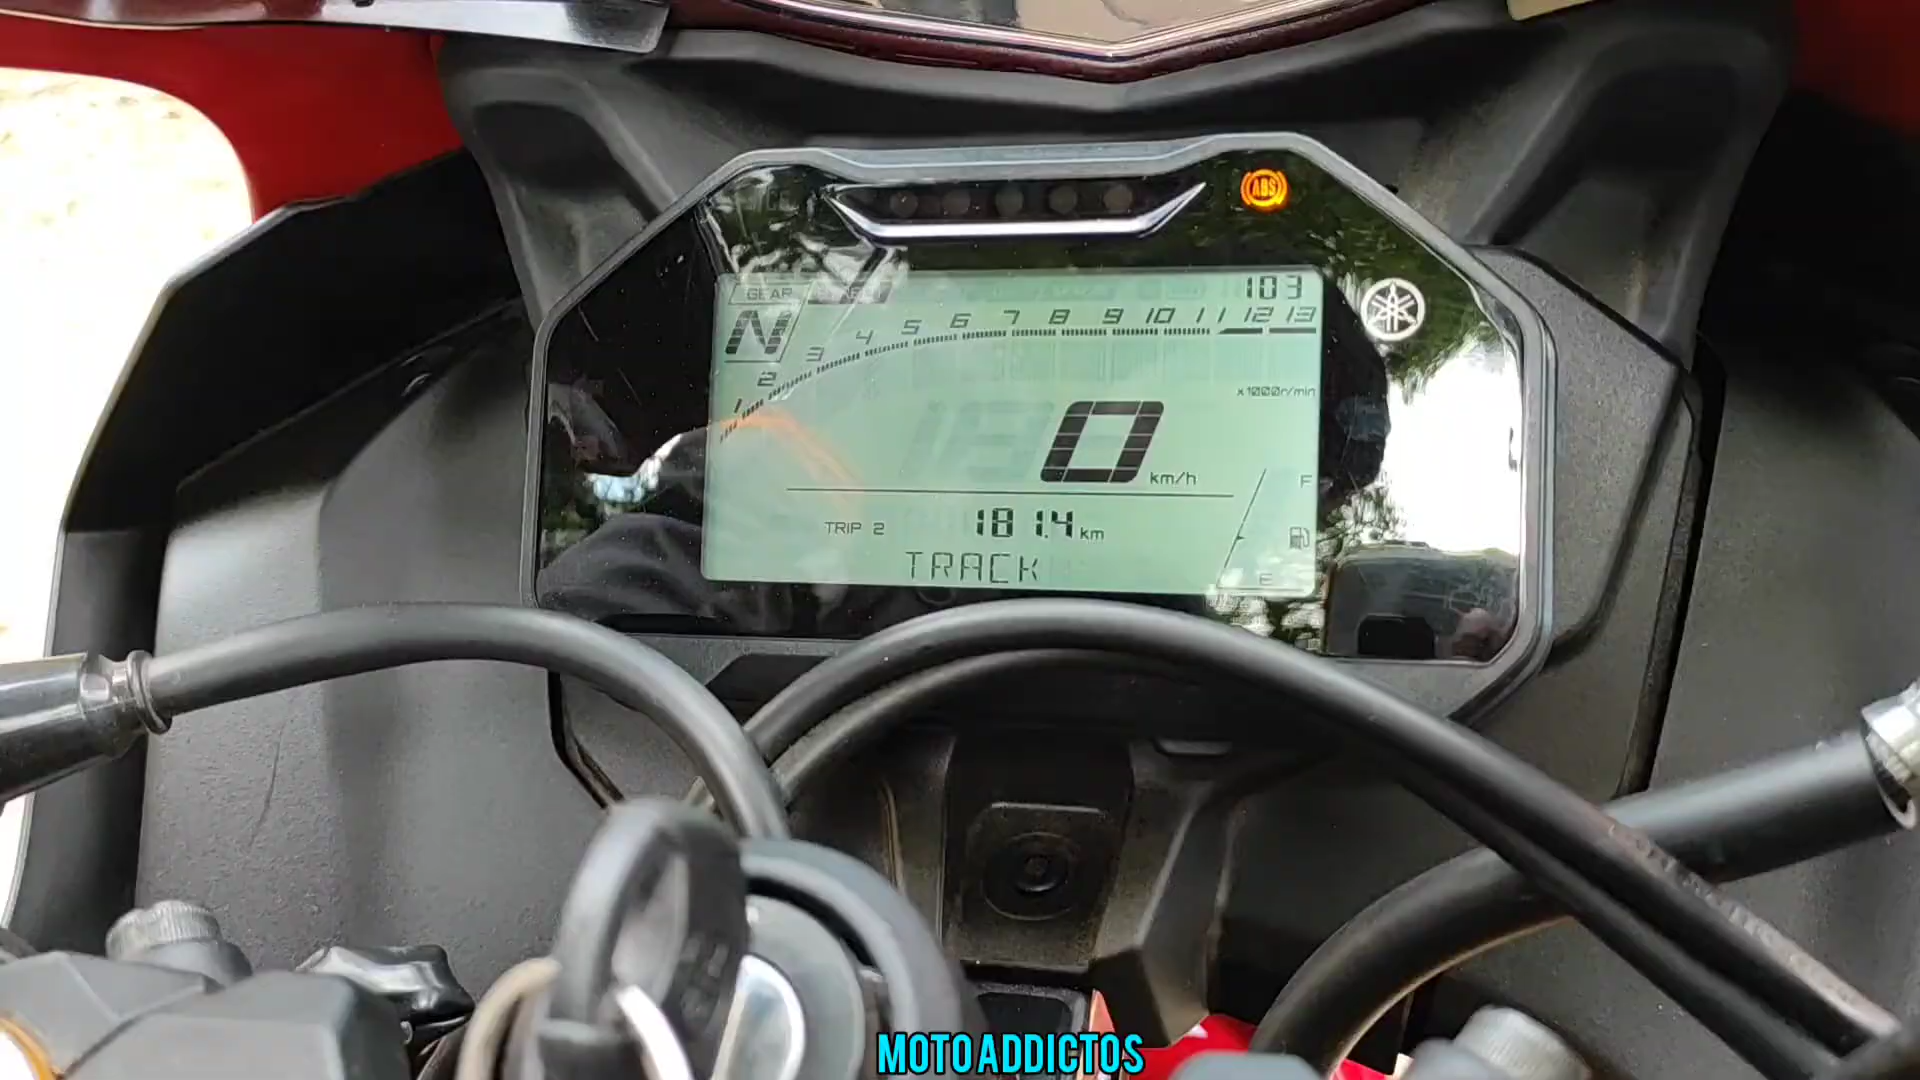 ABS
GEAR
103
N
1 2 3 4 5 6 7 8 9 10 11 12 13
x1000r/min
0 km/h
F
TRIP 2 181.4 km
TRACK
E
MOTO ADDICTOS